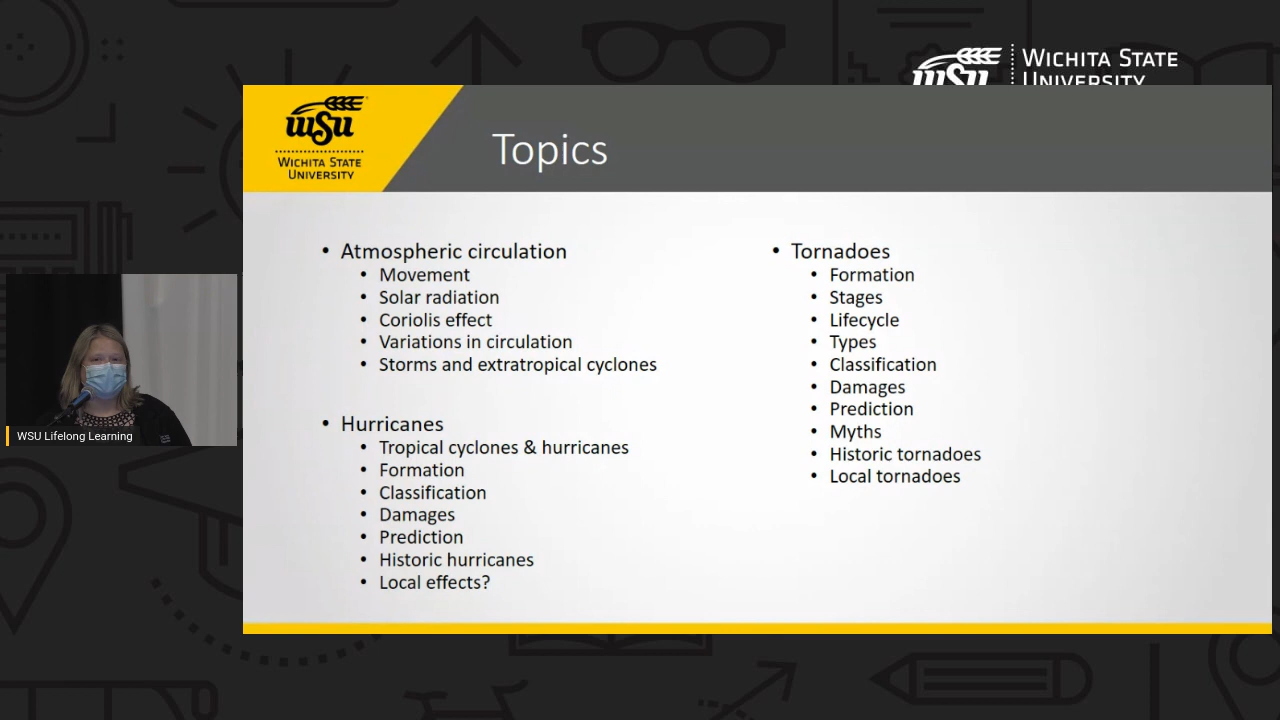 WSU
WICHITA STATE
UNIVERSITY
WSU
WICHITA STATE
UNIVERSITY
Topics
• Atmospheric circulation
• Movement
• Solar radiation
• Coriolis effect
• Variations in circulation
• Storms and extratropical cyclones
• Hurricanes
• Tropical cyclones & hurricanes
• Formation
• Classification
• Damages
• Prediction
• Historic hurricanes
• Local effects?
• Tornadoes
• Formation
• Stages
• Lifecycle
• Types
• Classification
• Damages
• Prediction
• Myths
• Historic tornadoes
• Local tornadoes
WSU Lifelong Learning